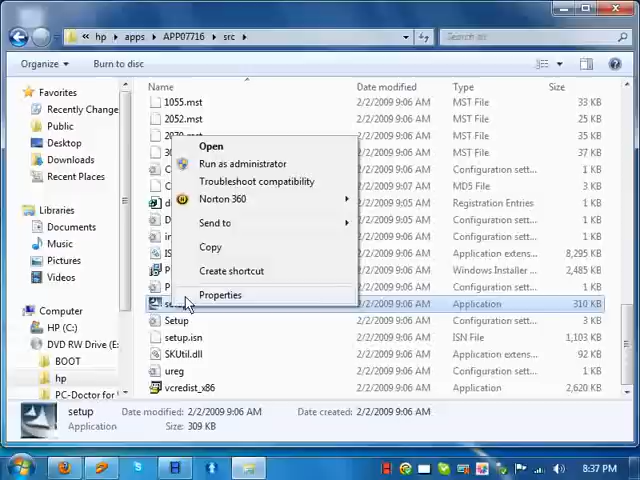 « hp ▸ apps ▸ APP07716 ▸ src ▸
Search sc
Organize
Burn to disc
Favorites
Recently Change
Public
Desktop
Downloads
Recent Places
Libraries
Documents
Music
Pictures
Videos
Computer
HP (C:)
DVD RW Drive (E
BOOT
hp
PC-Doctor for
Name Date modified Type Size
1055.mst 2/2/2009 9:06 AM MST File 33 KB
2052.mst 2/2/2009 9:06 AM MST File 25 KB
2/2/2009 9:06 AM MST File 35 KB
2/2/2009 9:06 AM MST File 32 KB
2/2/2009 9:06 AM Configuration sett... 1 KB
2/2/2009 9:07 AM MD5 File 3 KB
2/2/2009 9:06 AM Registration Entries 1 KB
2/2/2009 9:06 AM Configuration sett... 1 KB
2/2/2009 9:06 AM Application extens... 8,295 KB
2/2/2009 9:06 AM Windows Installer ... 2,485 KB
2/2/2009 9:06 AM Configuration sett... 1 KB
2/2/2009 9:06 AM Application 310 KB
Setup 2/2/2009 9:06 AM Configuration sett... 3 KB
setup.isn 2/2/2009 9:06 AM ISN File 1,103 KB
SKUtil.dll 2/2/2009 9:06 AM Application extens... 92 KB
ureg 2/2/2009 9:06 AM Configuration sett... 1 KB
vcredist_x86 2/2/2009 9:06 AM Application 2,620 KB
Open
Run as administrator
Troubleshoot compatibility
Norton 360
Send to
Copy
Create shortcut
Properties
setup Date modified: 2/2/2009 9:06 AM Date created: 2/2/2009 9:06 AM
Application Size: 309 KB
8:37 PM